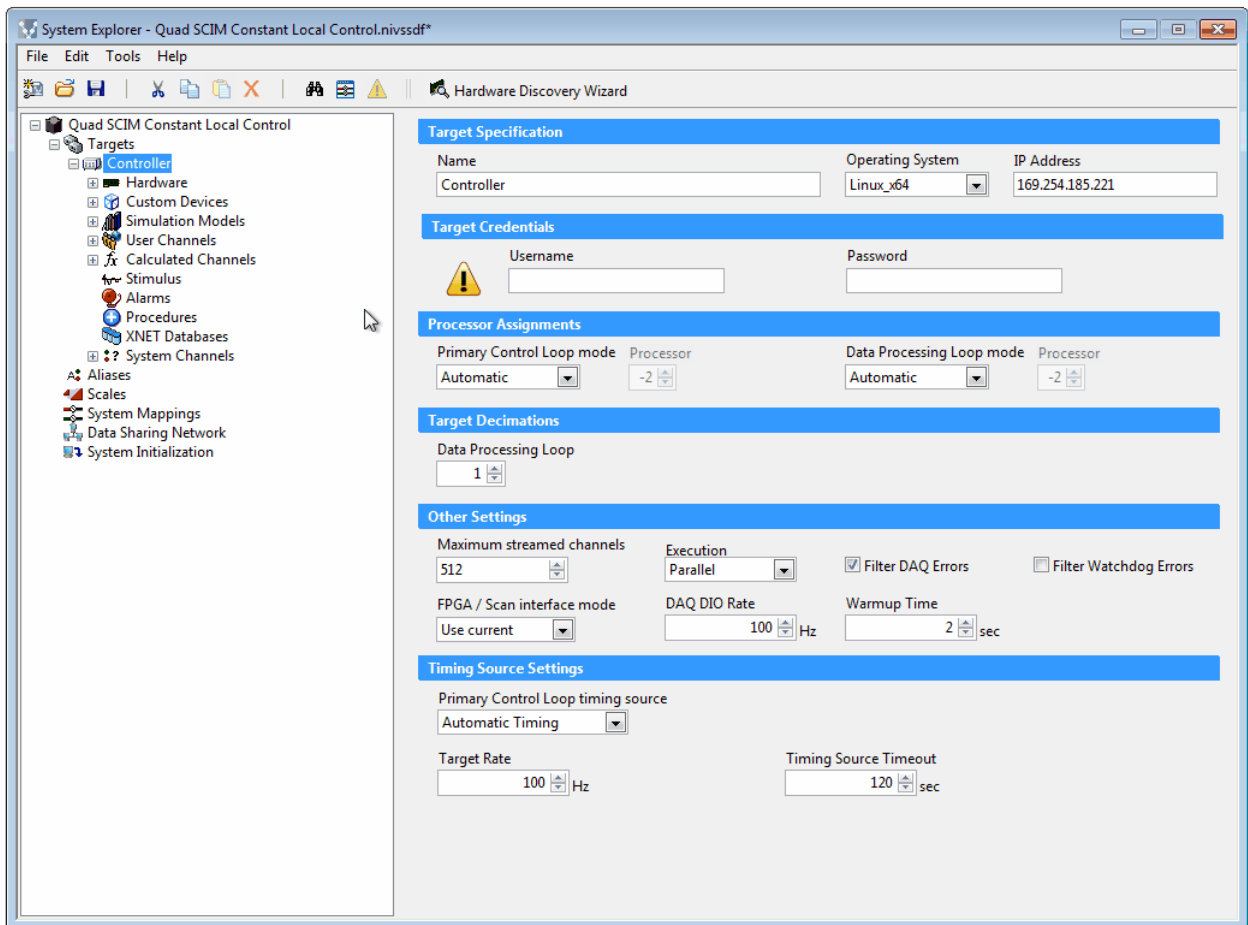 System Explorer - Quad SCIM Constant Local Control.nivssdf*
File Edit Tools Help
Hardware Discovery Wizard
Quad SCIM Constant Local Control
Targets
Controller
Hardware
Custom Devices
Simulation Models
User Channels
fx Calculated Channels
Stimulus
Alarms
Procedures
XNET Databases
System Channels
Aliases
Scales
System Mappings
Data Sharing Network
System Initialization
Target Specification
Name Operating System IP Address
Controller Linux_x64 169.254.185.221
Target Credentials
Username Password
Processor Assignments
Primary Control Loop mode Processor Data Processing Loop mode Processor
Automatic -2 Automatic -2
Target Decimations
Data Processing Loop
1
Other Settings
Maximum streamed channels Execution
512 Parallel Filter DAQ Errors Filter Watchdog Errors
FPGA / Scan interface mode DAQ DIO Rate Warmup Time
Use current 100 Hz 2 sec
Timing Source Settings
Primary Control Loop timing source
Automatic Timing
Target Rate Timing Source Timeout
100 Hz 120 sec